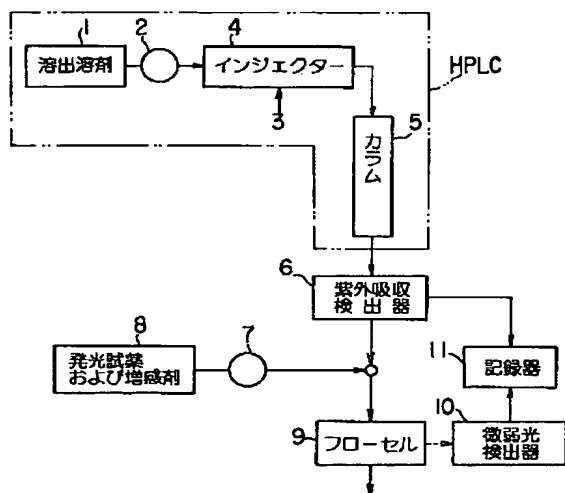 1
2
4
溶出溶剤
インジェクター
HPLC
3
5
カラム
6
紫外吸収
検出器
8
7
発光試薬
および増感剤
11
記録器
10
9
フローセル
微弱光
検出器